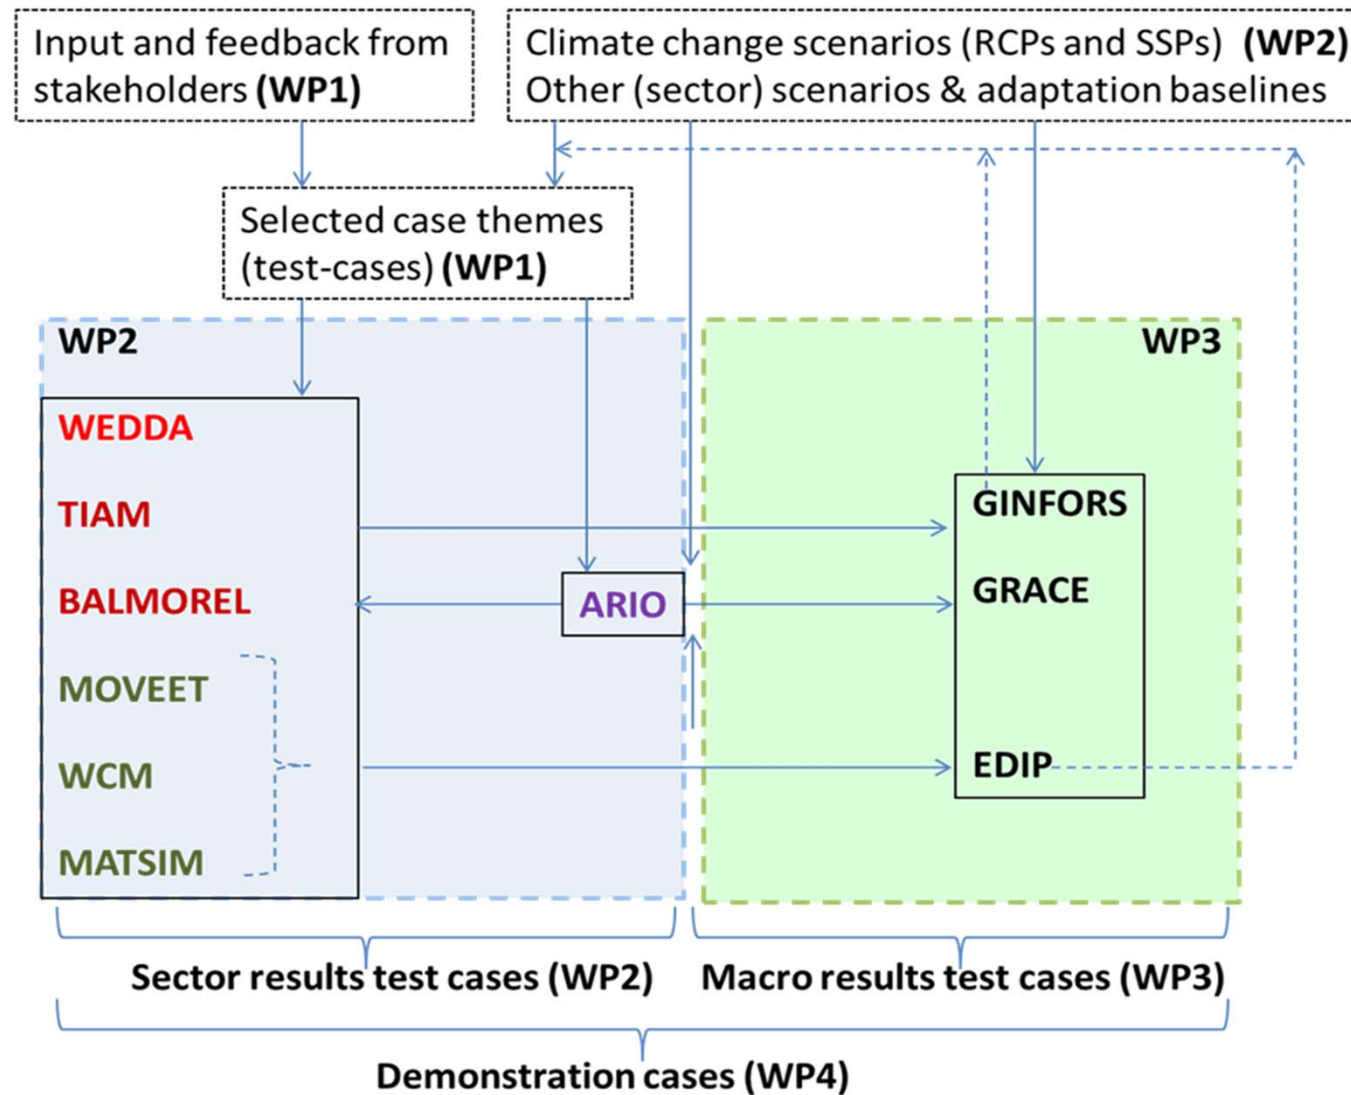 Input and feedback from
stakeholders (WP1)
Climate change scenarios (RCPs and SSPs) (WP2)
Other (sector) scenarios & adaptation baselines
Selected case themes
(test-cases) (WP1)
WP2
WP3
WEDDA
TIAM
BALMOREL
MOVEET
WCM
MATSIM
ARIO
GINFORS
GRACE
EDIP
Sector results test cases (WP2)
Macro results test cases (WP3)
Demonstration cases (WP4)